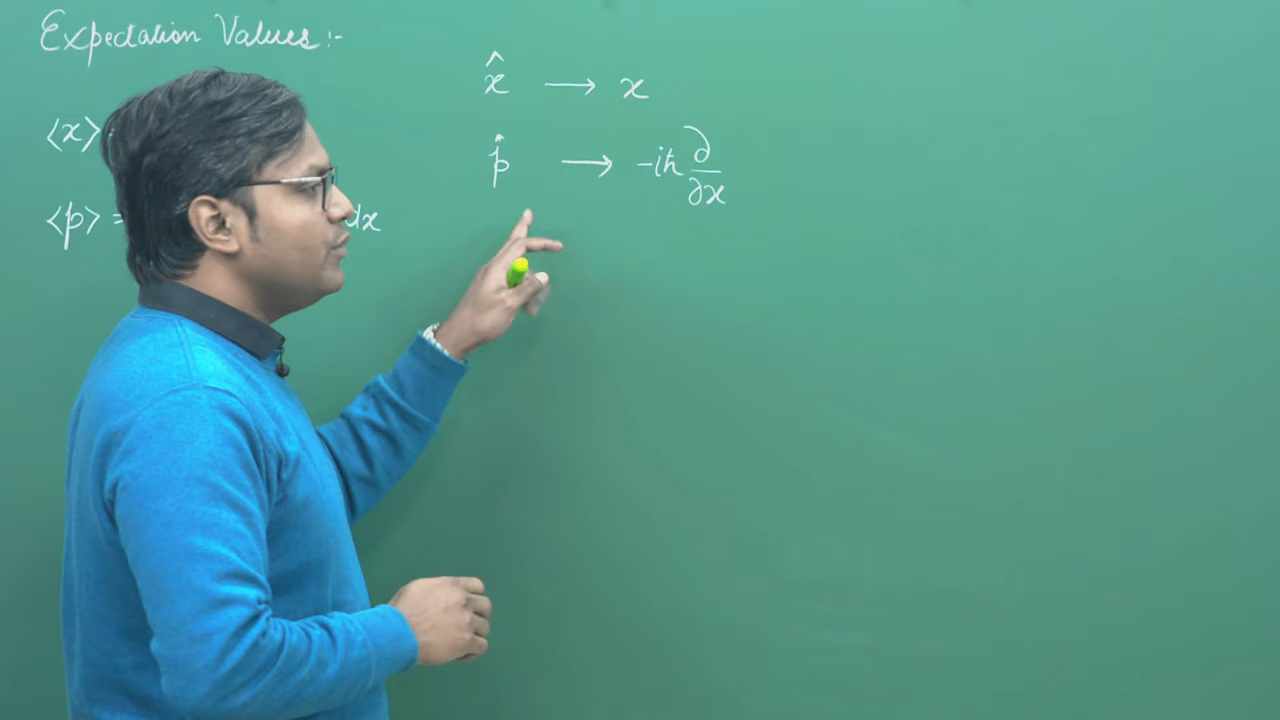 Expectation Values :-
⟨x⟩
⟨p⟩ = dx
x̂ → x
p̂ → -iħ ∂/∂x